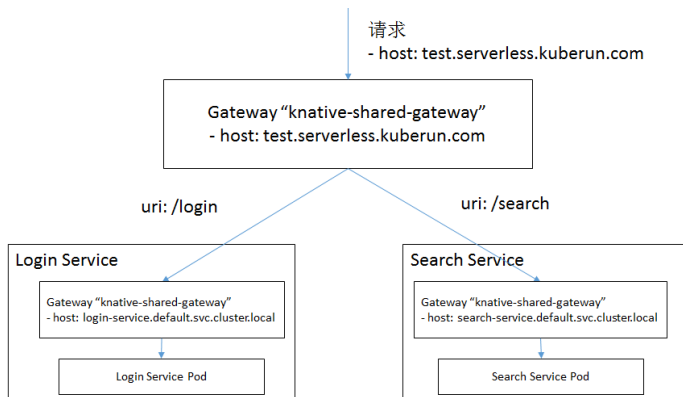 请求
- host: test.serverless.kuberun.com
Gateway “knative-shared-gateway”
- host: test.serverless.kuberun.com
uri: /login
uri: /search
Login Service
Gateway “knative-shared-gateway”
- host: login-service.default.svc.cluster.local
Login Service Pod
Search Service
Gateway “knative-shared-gateway”
- host: search-service.default.svc.cluster.local
Search Service Pod